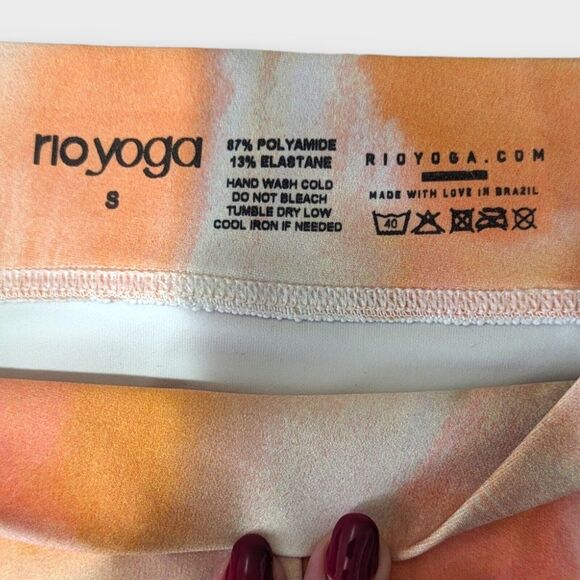 rioyoga
S
87% POLYAMIDE
13% ELASTANE
HAND WASH COLD
DO NOT BLEACH
TUMBLE DRY LOW
COOL IRON IF NEEDED
RIOYOGA.COM
MADE WITH LOVE IN BRAZIL
40